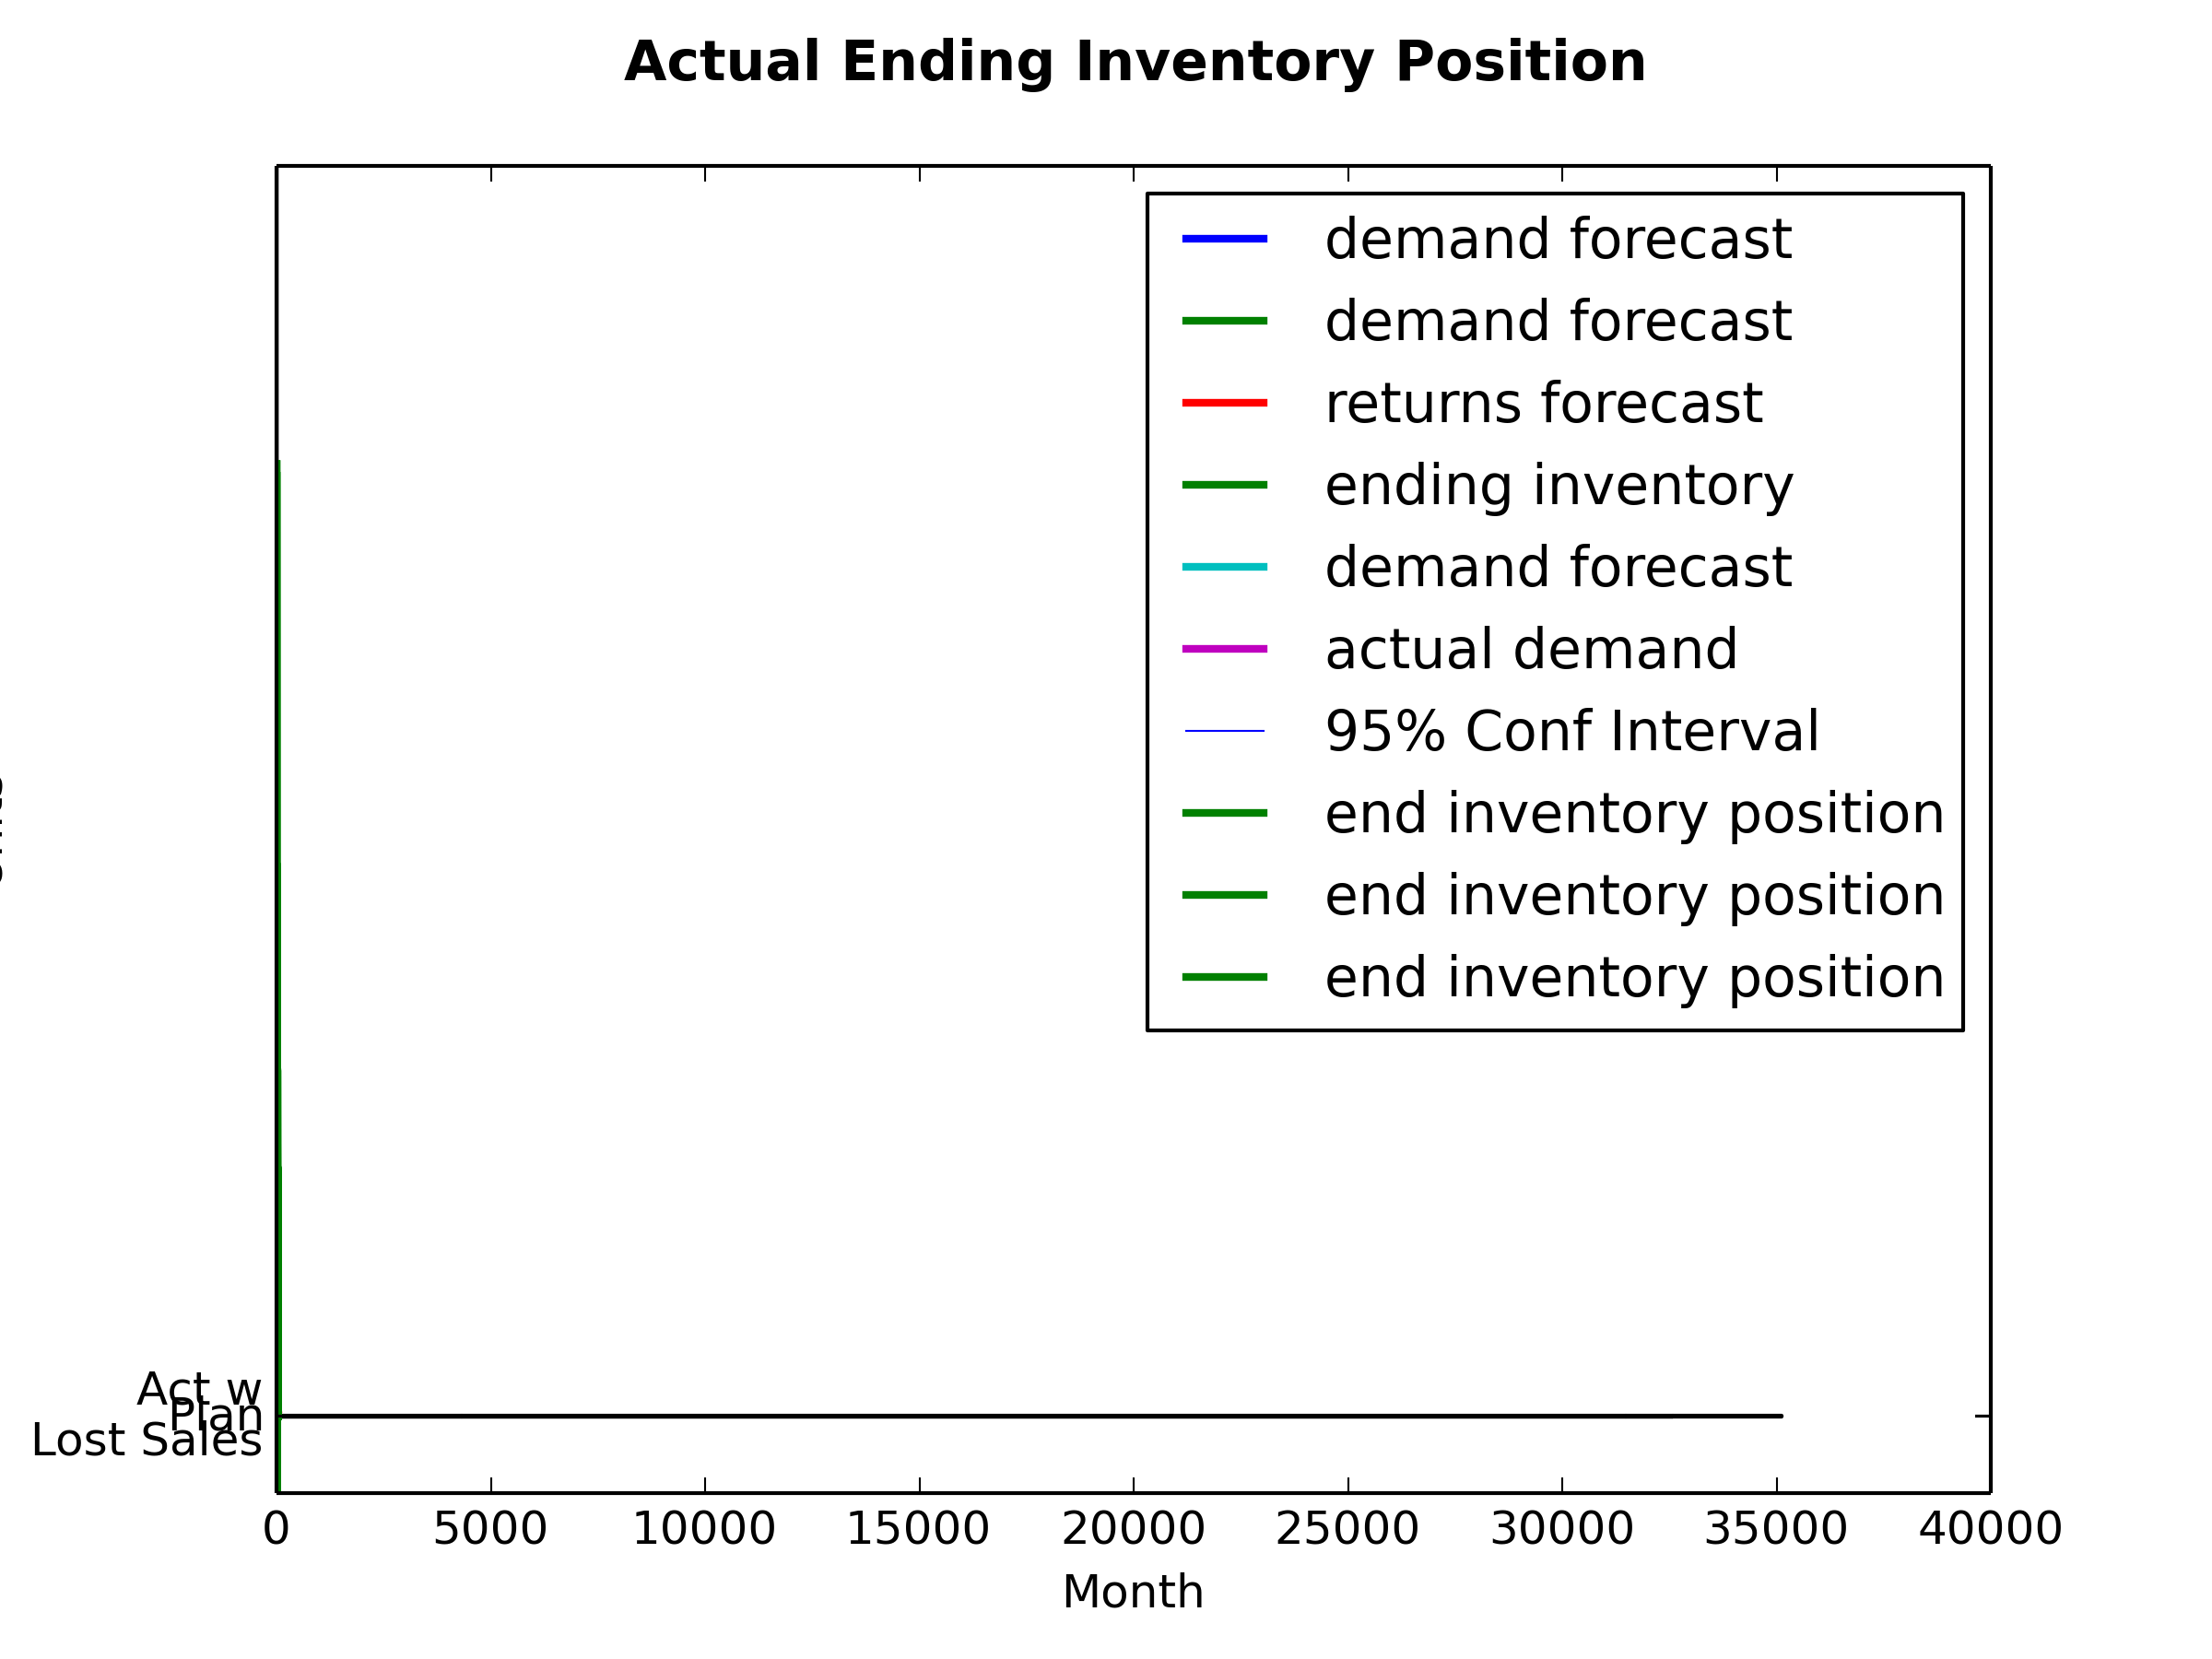 Actual Ending Inventory Position
demand forecast
demand forecast
returns forecast
ending inventory
demand forecast
actual demand
95% Conf Interval
end inventory position
end inventory position
end inventory position
Act w
Plan
Lost Sales
0 5000 10000 15000 20000 25000 30000 35000 40000
Month